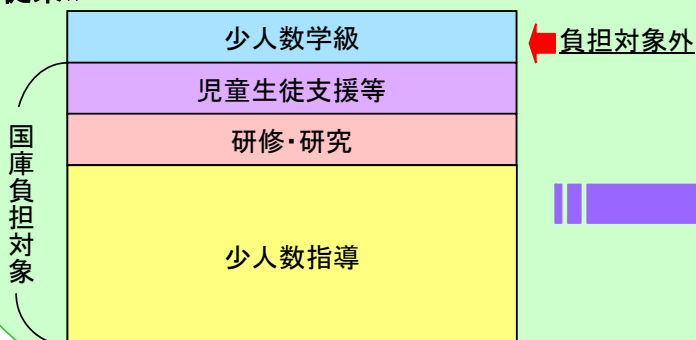 少人数学級
負担対象外
児童生徒支援等
研修・研究
国庫負担対象
少人数指導